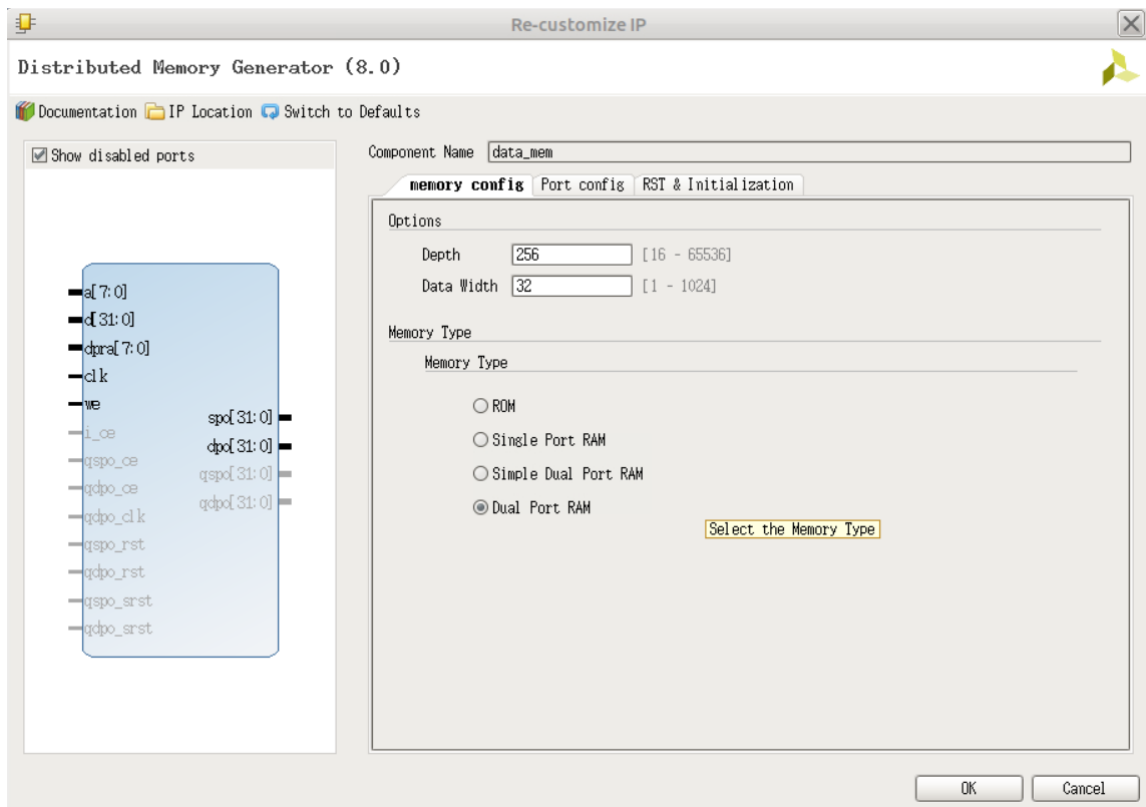 Re-customize IP
Distributed Memory Generator (8.0)
Documentation IP Location Switch to Defaults
Show disabled ports
a[7:0]
d[31:0]
dpra[7:0]
clk
we
i_ce
qspo_ce
qdpo_ce
qdpo_clk
qspo_rst
qdpo_rst
qspo_srst
qdpo_srst
spo[31:0]
dpo[31:0]
qspo[31:0]
qdpo[31:0]
Component Name data_mem
memory config Port config RST & Initialization
Options
Depth 256 [16 - 65536]
Data Width 32 [1 - 1024]
Memory Type
Memory Type
ROM
Single Port RAM
Simple Dual Port RAM
Dual Port RAM
Select the Memory Type
OK Cancel